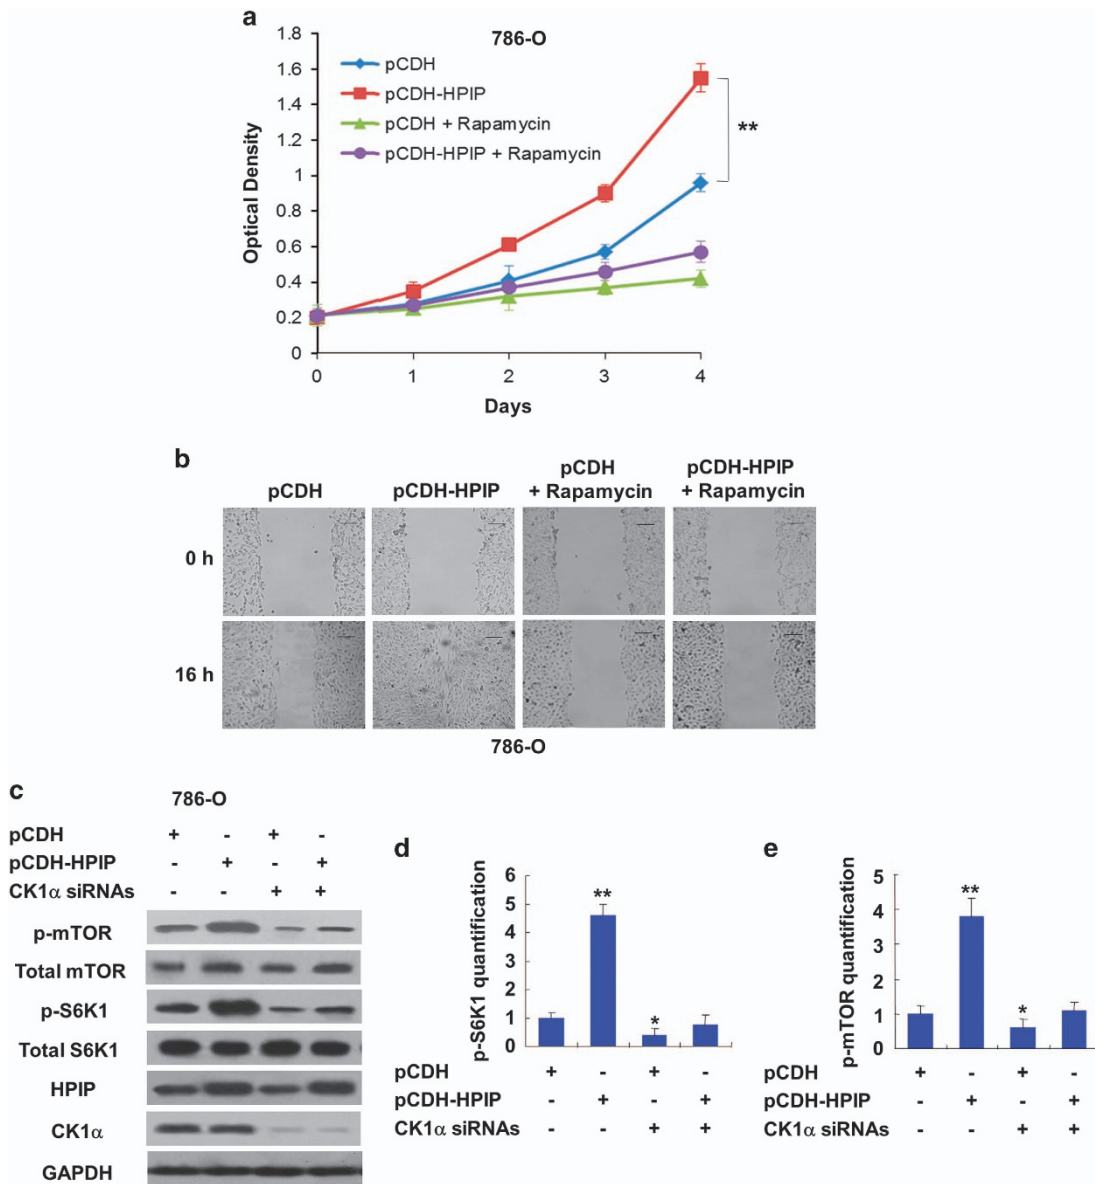 a
786-O
1.8
1.6
1.4
1.2
1
0.8
0.6
0.4
0.2
0
Optical Density
pCDH
pCDH-HPIP
pCDH + Rapamycin
pCDH-HPIP + Rapamycin
**
0 1 2 3 4
Days
b
pCDH pCDH-HPIP pCDH + Rapamycin pCDH-HPIP + Rapamycin
0 h
16 h
786-O
c
786-O
pCDH + - + -
pCDH-HPIP - + - +
CK1α siRNAs - - + +
p-mTOR
Total mTOR
p-S6K1
Total S6K1
HPIP
CK1α
GAPDH
d
p-S6K1 quantification
6
5
4
3
2
1
0
**
*
pCDH + - + -
pCDH-HPIP - + - +
CK1α siRNAs - - + +
e
p-mTOR quantification
5
4
3
2
1
0
**
*
pCDH + - + -
pCDH-HPIP - + - +
CK1α siRNAs - - + +